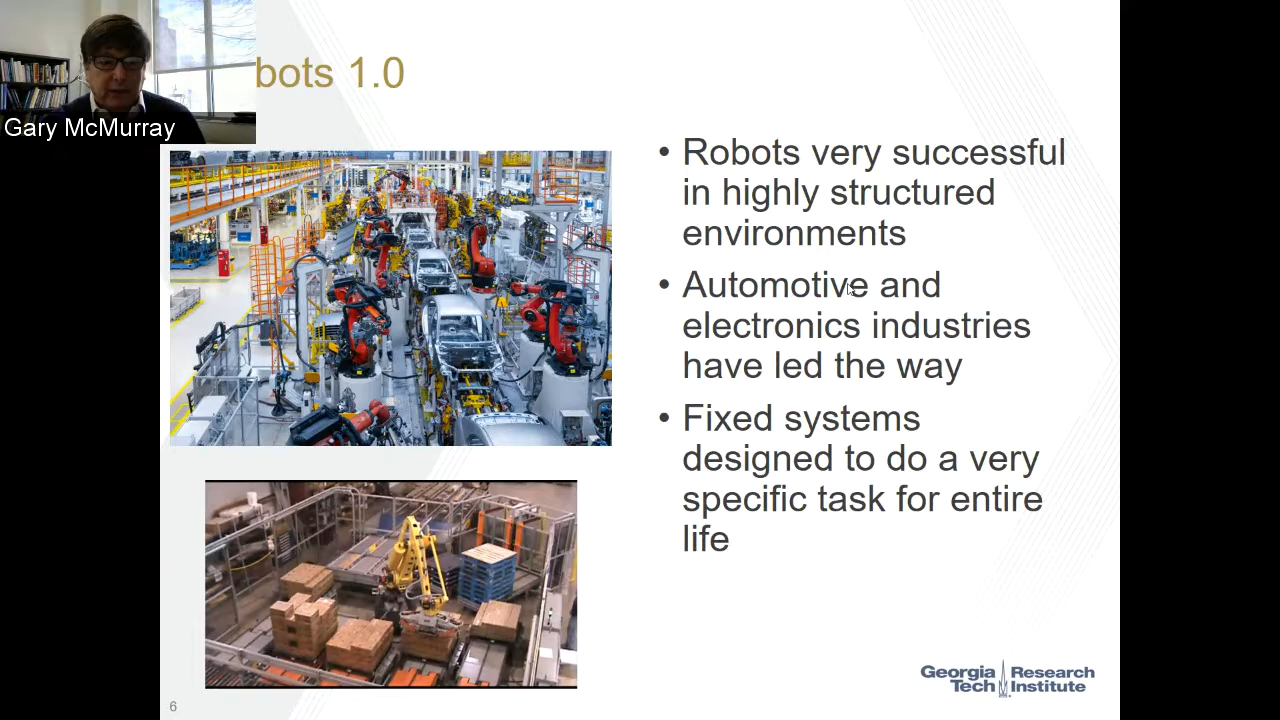 bots 1.0
Gary McMurray
• Robots very successful
in highly structured
environments
• Automotive and
electronics industries
have led the way
• Fixed systems
designed to do a very
specific task for entire
life
Georgia Research
Tech Institute
6